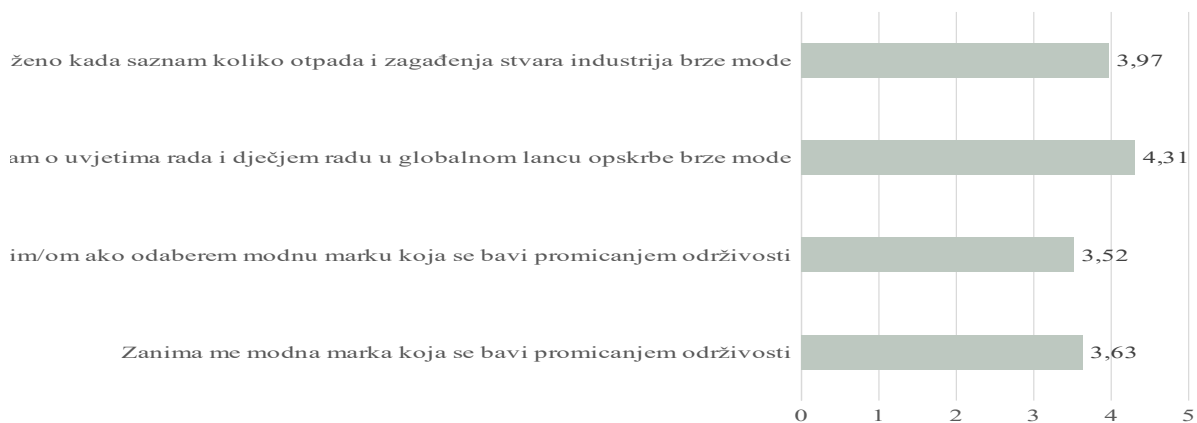 ženo kada saznam koliko otpada i zagađenja stvara industrija brze mode
3,97
am o uvjetima rada i dječjem radu u globalnom lancu opskrbe brze mode
4,31
im/om ako odaberem modnu marku koja se bavi promicanjem održivosti
3,52
Zanima me modna marka koja se bavi promicanjem održivosti
3,63
0 1 2 3 4 5